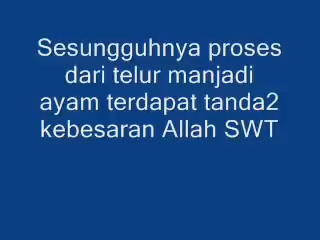 Sesungguhnya proses
dari telur manjadi
ayam terdapat tanda2
kebesaran Allah SWT